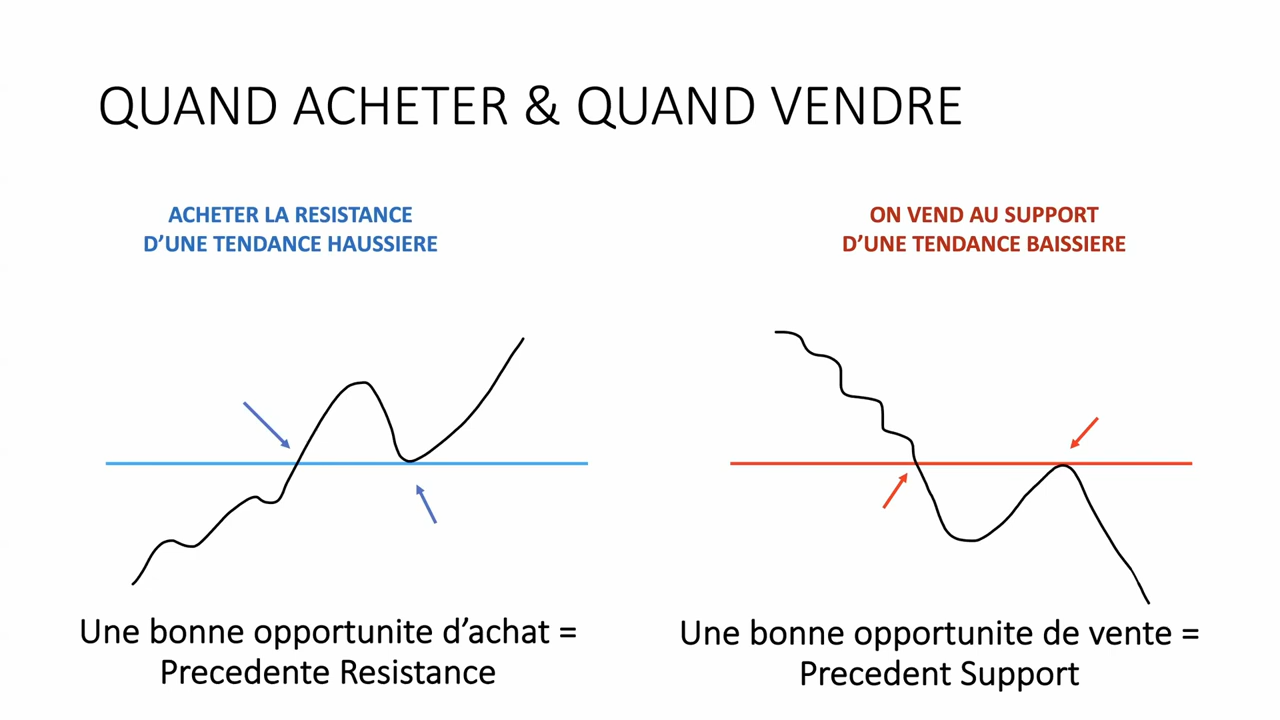 QUAND ACHETER & QUAND VENDRE
ACHETER LA RESISTANCE
D’UNE TENDANCE HAUSSIERE
ON VEND AU SUPPORT
D’UNE TENDANCE BAISSIERE
Une bonne opportunite d’achat =
Precedente Resistance
Une bonne opportunite de vente =
Precedent Support